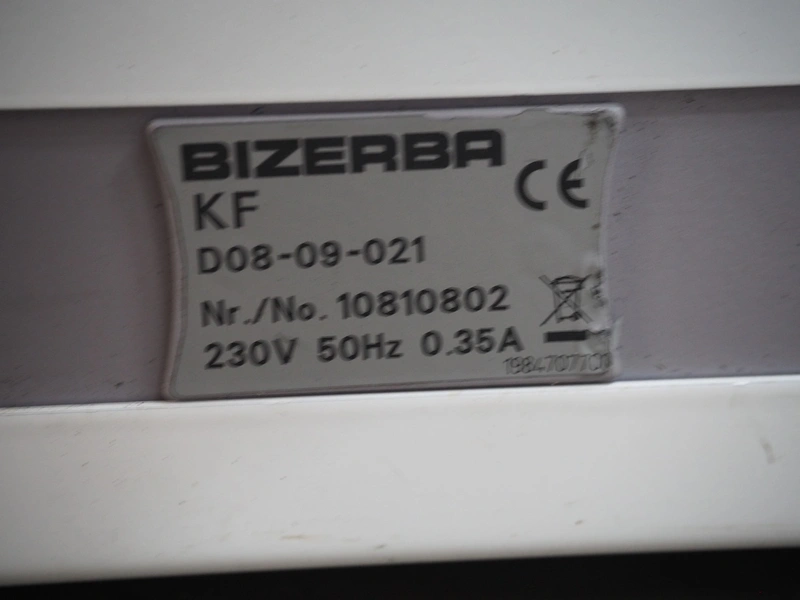 BIZERBA
KF
CE
D08-09-021
Nr./No. 10810802
230V 50Hz 0.35A